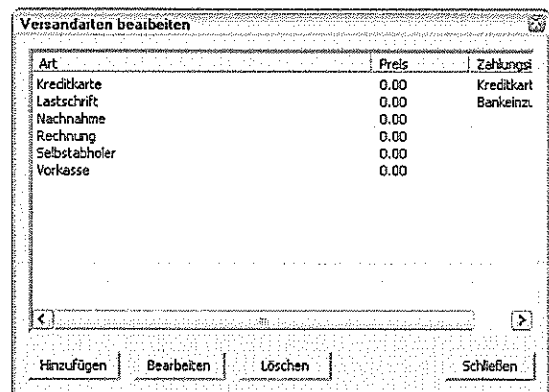 Versandarten bearbeiten
Art Preis Zahlungsi
Kreditkarte 0.00 Kreditkart
Lastschrift 0.00 Bankeinzu
Nachnahme 0.00
Rechnung 0.00
Selbstabholer 0.00
Vorkasse 0.00
Hinzufügen Bearbeiten Löschen Schließen